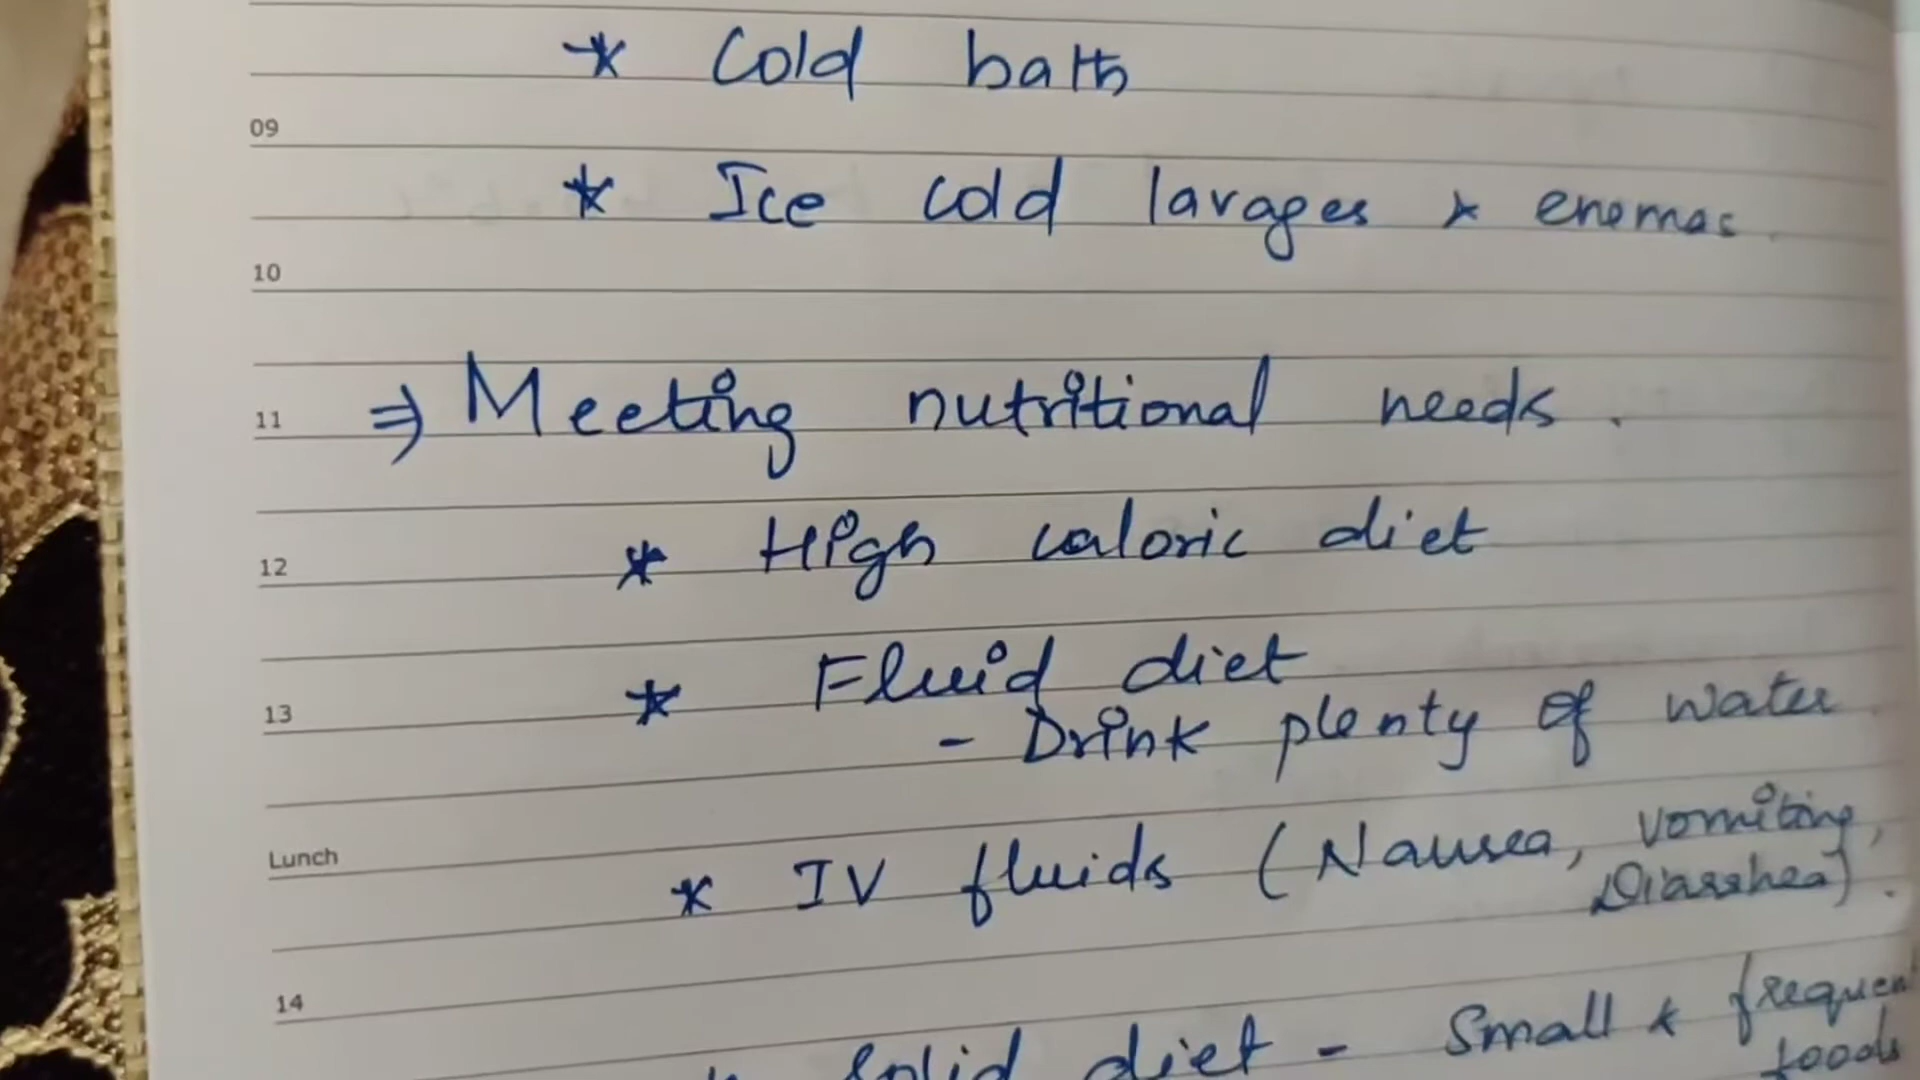 * Cold bath
09
* Ice cold lavages & enemas.
10
11 ⇒ Meeting nutritional needs.
12 * High caloric diet
* Fluid diet
13 - Drink plenty of water
Lunch * IV fluids (Nausea, vomiting,
Diarrhea).
14
* Solid diet - Small & frequent
foods